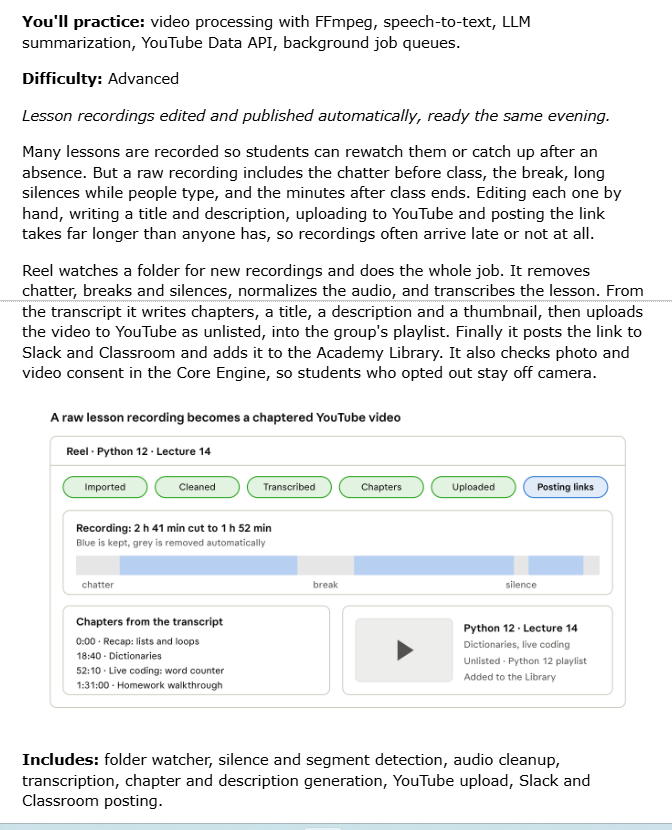 You'll practice: video processing with FFmpeg, speech-to-text, LLM
summarization, YouTube Data API, background job queues.
Difficulty: Advanced
Lesson recordings edited and published automatically, ready the same evening.
Many lessons are recorded so students can rewatch them or catch up after an
absence. But a raw recording includes the chatter before class, the break, long
silences while people type, and the minutes after class ends. Editing each one by
hand, writing a title and description, uploading to YouTube and posting the link
takes far longer than anyone has, so recordings often arrive late or not at all.
Reel watches a folder for new recordings and does the whole job. It removes
chatter, breaks and silences, normalizes the audio, and transcribes the lesson. From
the transcript it writes chapters, a title, a description and a thumbnail, then uploads
the video to YouTube as unlisted, into the group's playlist. Finally it posts the link to
Slack and Classroom and adds it to the Academy Library. It also checks photo and
video consent in the Core Engine, so students who opted out stay off camera.
A raw lesson recording becomes a chaptered YouTube video
Reel · Python 12 · Lecture 14
Imported Cleaned Transcribed Chapters Uploaded Posting links
Recording: 2 h 41 min cut to 1 h 52 min
Blue is kept, grey is removed automatically
chatter break silence
Chapters from the transcript
0:00 · Recap: lists and loops
18:40 · Dictionaries
52:10 · Live coding: word counter
1:31:00 · Homework walkthrough
Python 12 · Lecture 14
Dictionaries, live coding
Unlisted · Python 12 playlist
Added to the Library
Includes: folder watcher, silence and segment detection, audio cleanup,
transcription, chapter and description generation, YouTube upload, Slack and
Classroom posting.